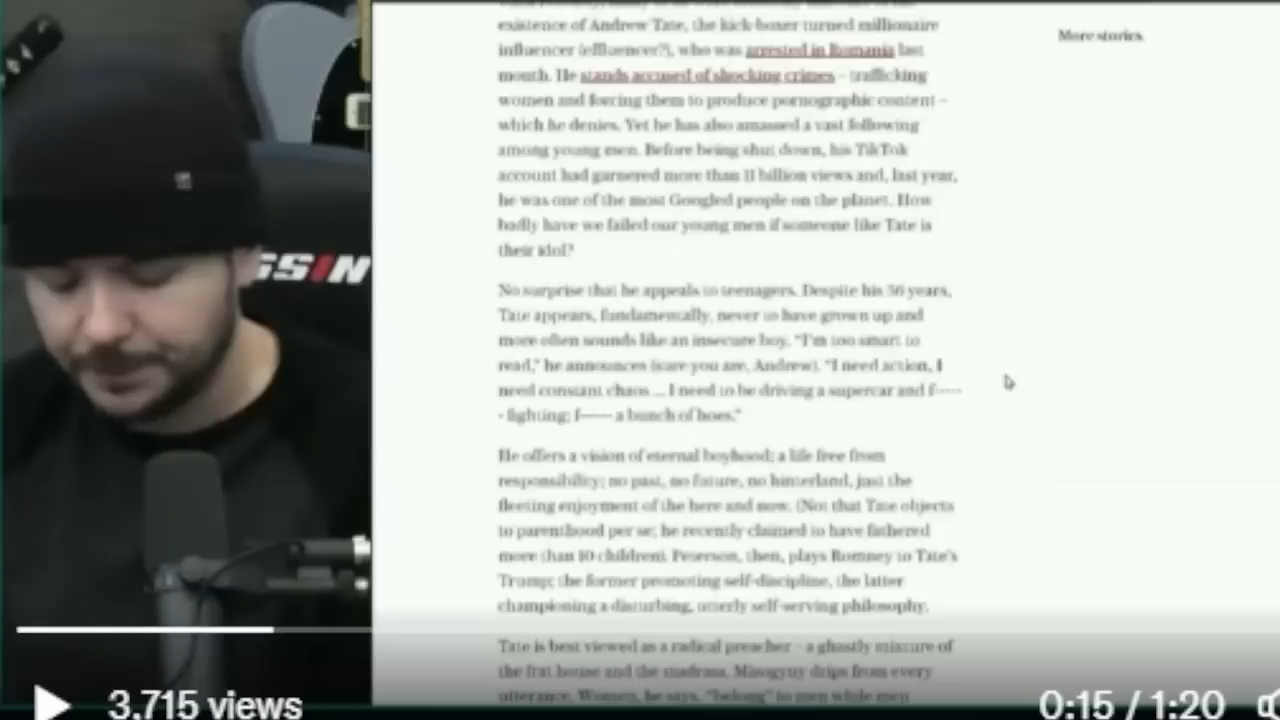 existence of Andrew Tate, the kick-boxer turned millionaire
influencer (effluencer?), who was arrested in Romania last
month. He stands accused of shocking crimes – trafficking
women and forcing them to produce pornographic content –
which he denies. Yet he has also amassed a vast following
among young men. Before being shut down, his TikTok
account had garnered more than 11 billion views and, last year,
he was one of the most Googled people on the planet. How
badly have we failed our young men if someone like Tate is
their idol?
No surprise that he appeals to teenagers. Despite his 36 years,
Tate appears, fundamentally, never to have grown up and
more often sounds like an insecure boy. "I'm too smart to
read," he announces (sure you are, Andrew). "I need action, I
need constant chaos ... I need to be driving a supercar and f-----
- fighting; f------ a bunch of hoes."
He offers a vision of eternal boyhood; a life free from
responsibility; no past, no future, no hinterland, just the
fleeting enjoyment of the here and now. (Not that Tate objects
to parenthood per se; he recently claimed to have fathered
more than 10 children). Peterson, then, plays Romney to Tate's
Trump; the former promoting self-discipline, the latter
championing a disturbing, utterly self-serving philosophy.
Tate is best viewed as a radical preacher – a ghastly mixture of
the frat house and the madrasa. Misogyny drips from every
utterance. Women, he says, "belong" to men while men
More stories
SSIN
3,715 views
0:15 / 1:20